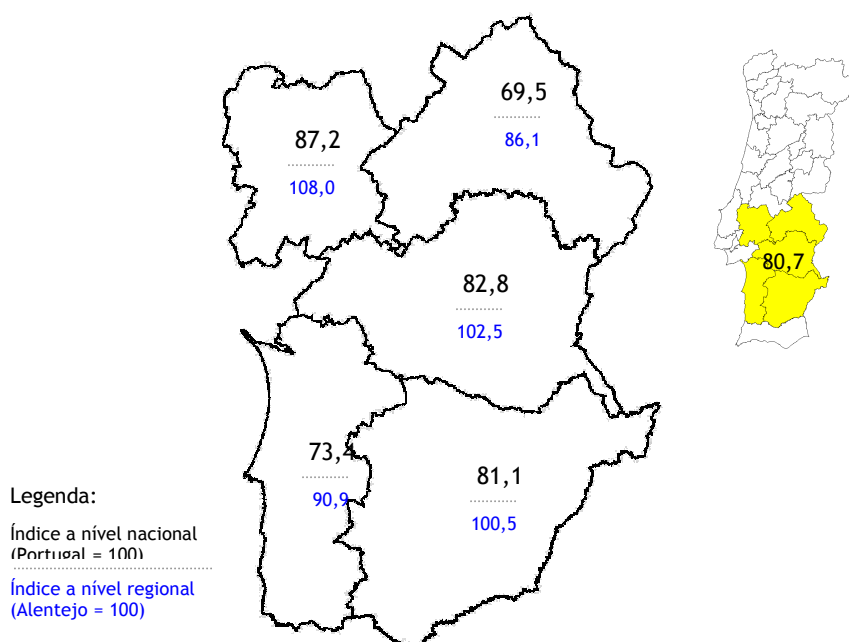 69,5
86,1
87,2
108,0
80,7
82,8
102,5
73,4
90,9
81,1
100,5
Legenda:
Índice a nível nacional
(Portugal = 100)
Índice a nível regional
(Alentejo = 100)